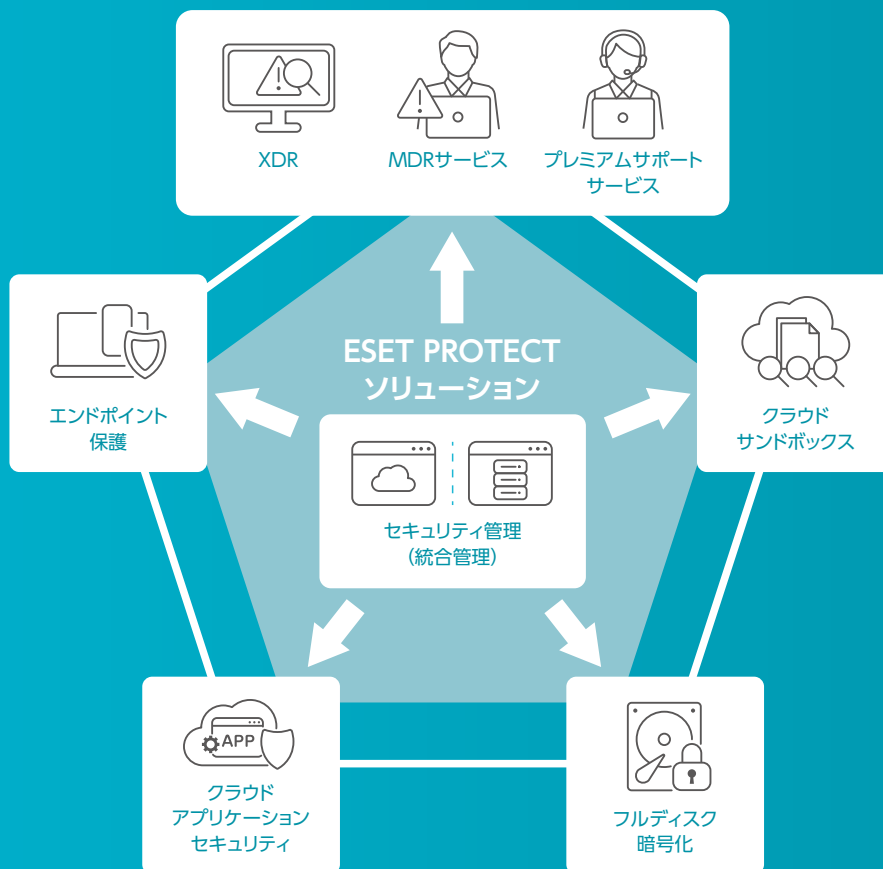 XDR
MDRサービス
プレミアムサポート
サービス
ESET PROTECT
ソリューション
エンドポイント
保護
クラウド
サンドボックス
セキュリティ管理
(統合管理)
APP
クラウド
アプリケーション
セキュリティ
フルディスク
暗号化